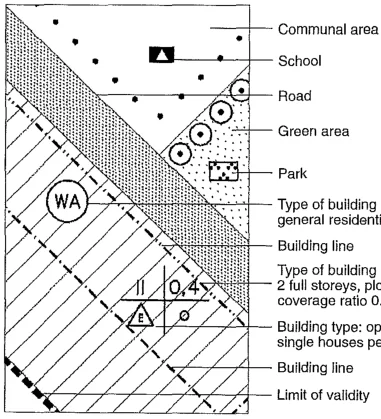 Communal area
School
Road
Green area
Park
Type of building
general residenti
Building line
Type of building
2 full storeys, plo
coverage ratio 0.
Building type: op
single houses pe
Building line
Limit of validity
WA
II 0,4
E